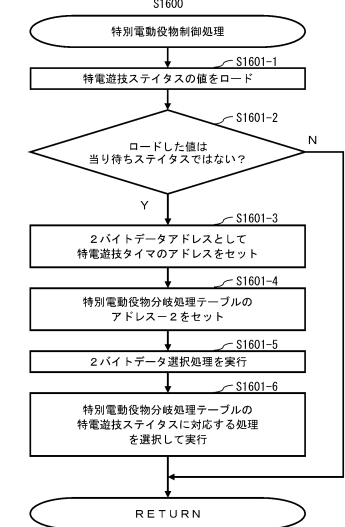 S1600
特別電動役物制御処理
S1601-1
特電遊技ステイタスの値をロード
S1601-2
ロードした値は
当り待ちステイタスではない？
N
Y
S1601-3
２バイトデータアドレスとして
特電遊技タイマのアドレスをセット
S1601-4
特別電動役物分岐処理テーブルの
アドレス－２をセット
S1601-5
２バイトデータ選択処理を実行
S1601-6
特別電動役物分岐処理テーブルの
特電遊技ステイタスに対応する処理
を選択して実行
ＲＥＴＵＲＮ